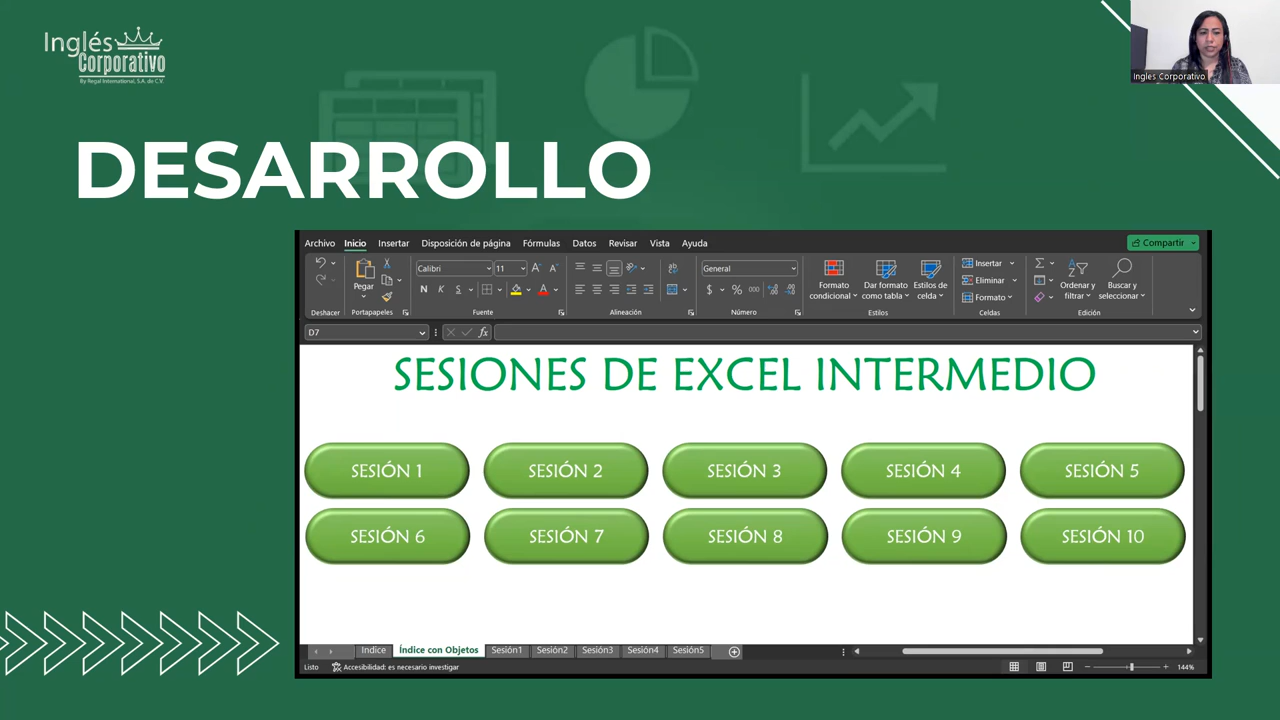 Inglés
Corporativo
By Regal International, S.A. de C.V.
Ingles Corporativo
DESARROLLO
Archivo Inicio Insertar Disposición de página Fórmulas Datos Revisar Vista Ayuda Compartir
Pegar
Calibri 11
N K S
General
$ % 000
Formato condicional
Dar formato como tabla
Estilos de celda
Insertar
Eliminar
Formato
Ordenar y filtrar
Buscar y seleccionar
Deshacer Portapapeles Fuente Alineación Número Estilos Celdas Edición
D7 fx
SESIONES DE EXCEL INTERMEDIO
SESIÓN 1 SESIÓN 2 SESIÓN 3 SESIÓN 4 SESIÓN 5
SESIÓN 6 SESIÓN 7 SESIÓN 8 SESIÓN 9 SESIÓN 10
Indice Índice con Objetos Sesión1 Sesión2 Sesión3 Sesión4 Sesión5
Listo Accesibilidad: es necesario investigar 144%